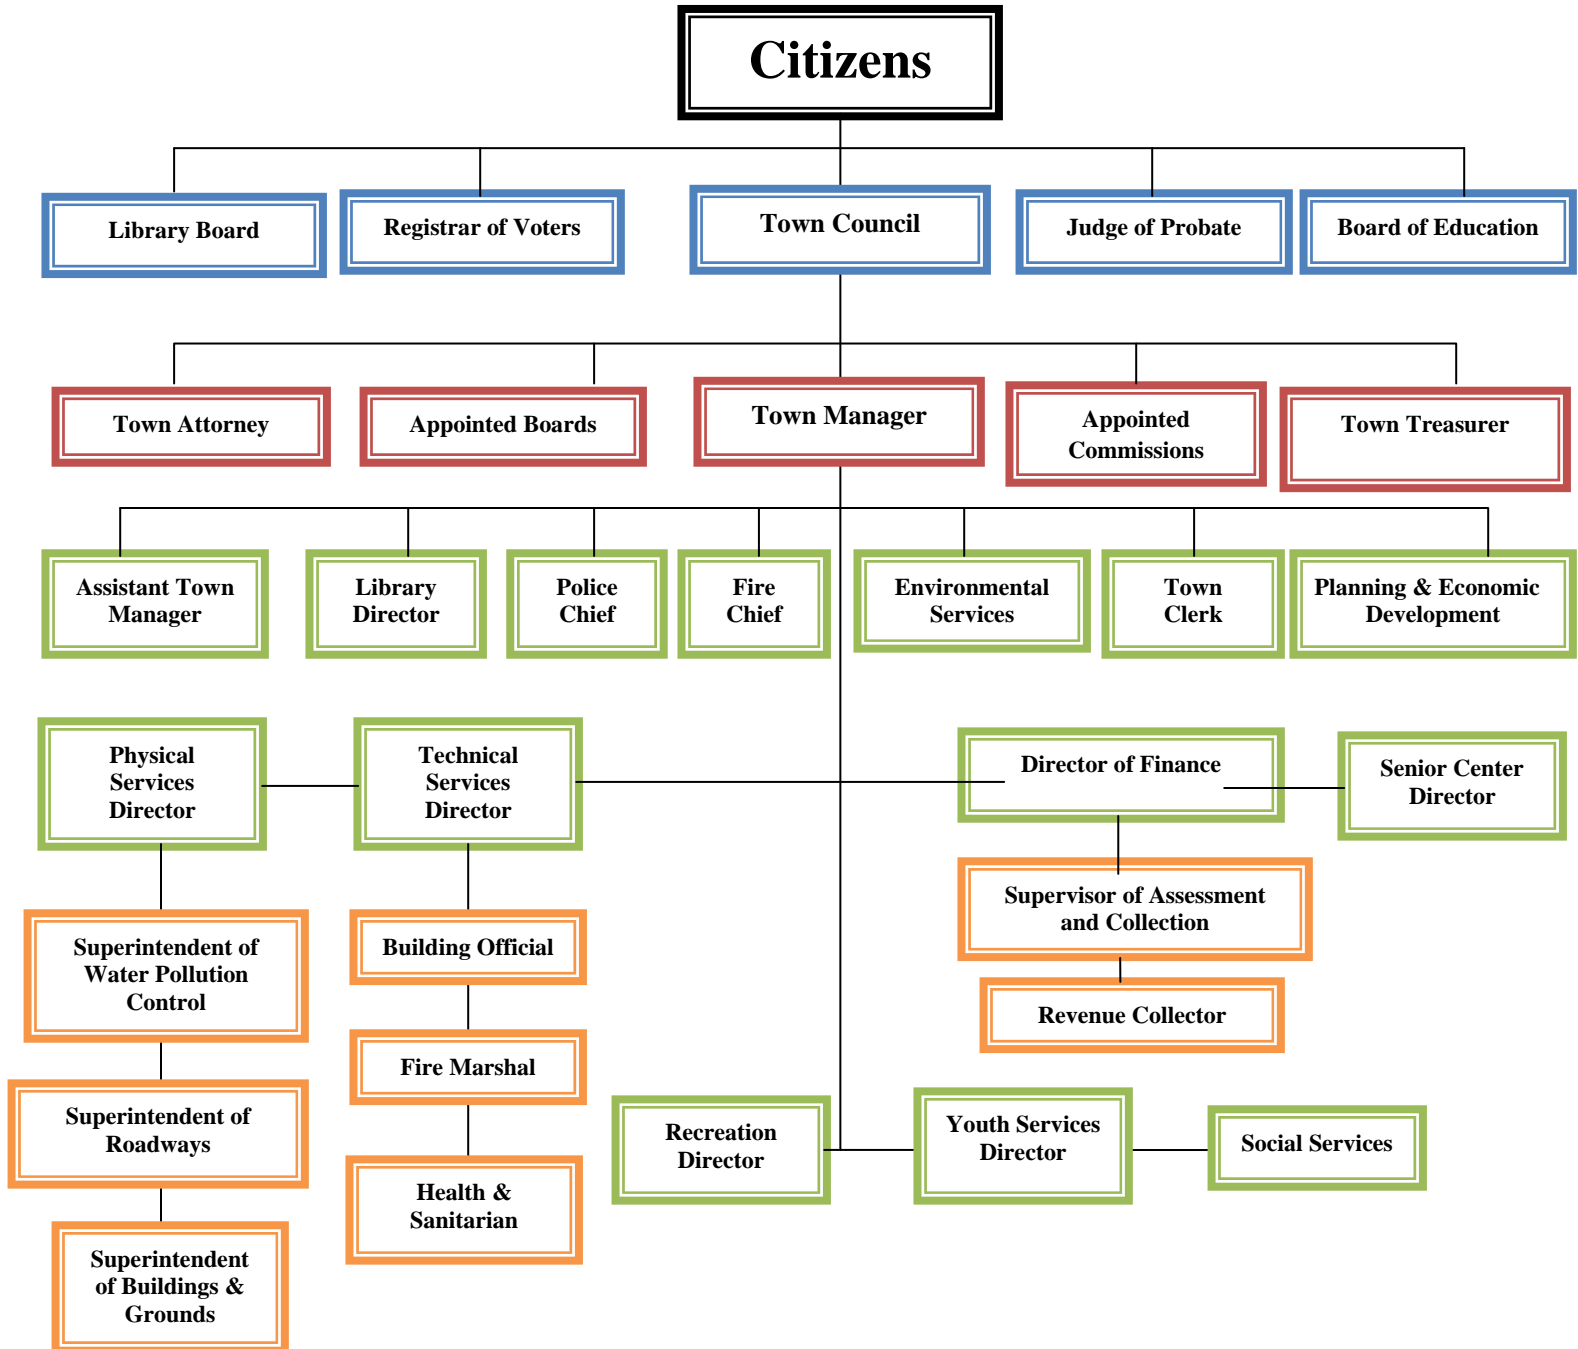 Citizens
Library Board
Registrar of Voters
Town Council
Judge of Probate
Board of Education
Town Attorney
Appointed Boards
Town Manager
Appointed
Commissions
Town Treasurer
Assistant Town
Manager
Library
Director
Police
Chief
Fire
Chief
Environmental
Services
Town
Clerk
Planning & Economic
Development
Physical
Services
Director
Technical
Services
Director
Director of Finance
Senior Center
Director
Supervisor of Assessment
and Collection
Revenue Collector
Superintendent of
Water Pollution
Control
Building Official
Fire Marshal
Superintendent of
Roadways
Health &
Sanitarian
Recreation
Director
Youth Services
Director
Social Services
Superintendent
of Buildings &
Grounds